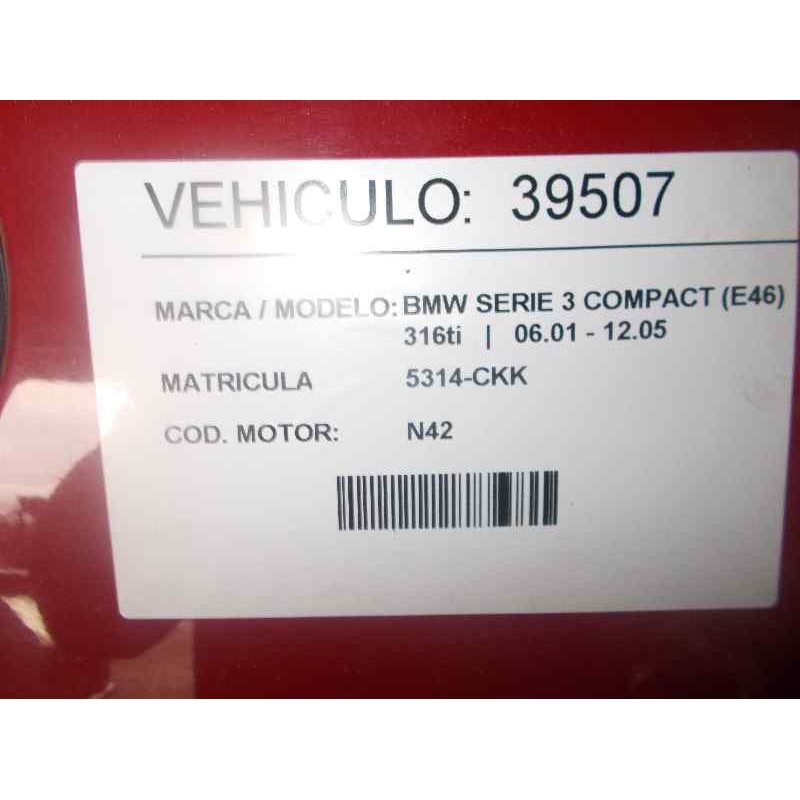 VEHICULO: 39507
MARCA / MODELO: BMW SERIE 3 COMPACT (E46)
316ti | 06.01 - 12.05
MATRICULA 5314-CKK
COD. MOTOR: N42